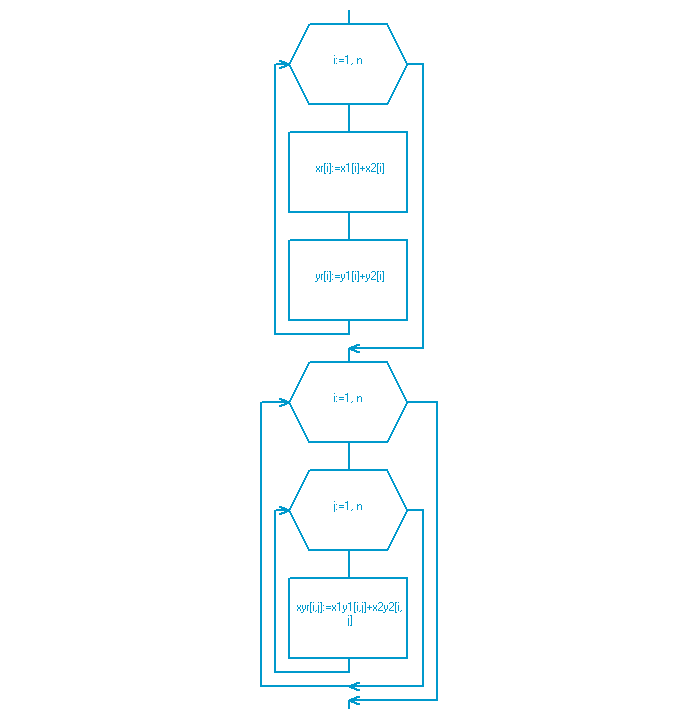 i:=1, n
xr[i]:=x1[i]+x2[i]
yr[i]:=y1[i]+y2[i]
i:=1, n
j:=1, n
xyr[i,j]:=x1y1[i,j]+x2y2[i,
j]